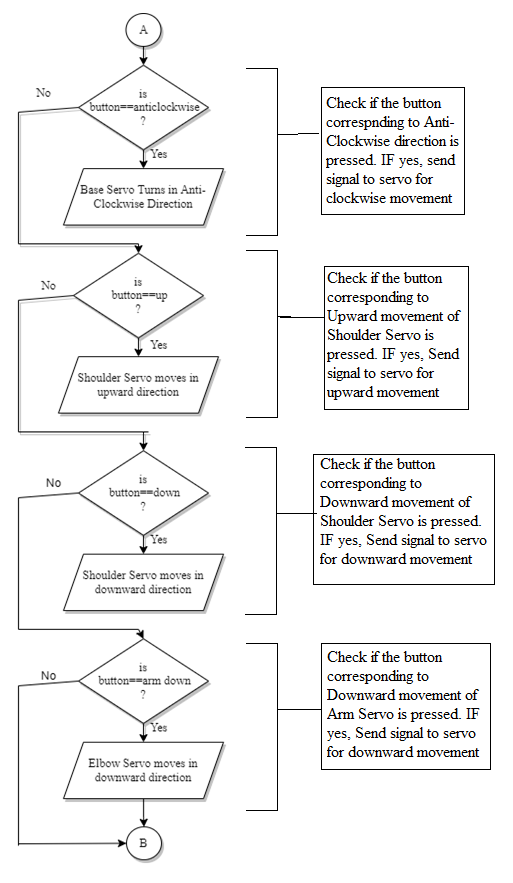 A
is
button==anticlockwise
?
No
Yes
Base Servo Turns in Anti-
Clockwise Direction
Check if the button
correspnding to Anti-
Clockwise direction is
pressed. IF yes, send
signal to servo for
clockwise movement
is
button==up
?
No
Yes
Shoulder Servo moves in
upward direction
Check if the button
corresponding to
Upward movement of
Shoulder Servo is
pressed. IF yes, Send
signal to servo for
upward movement
is
button==down
?
No
Yes
Shoulder Servo moves in
downward direction
Check if the button
corresponding to
Downward movement of
Shoulder Servo is pressed.
IF yes, Send signal to servo
for downward movement
is
button==arm down
?
No
Yes
Elbow Servo moves in
downward direction
Check if the button
corresponding to
Downward movement of
Arm Servo is pressed. IF
yes, Send signal to servo
for downward movement
B